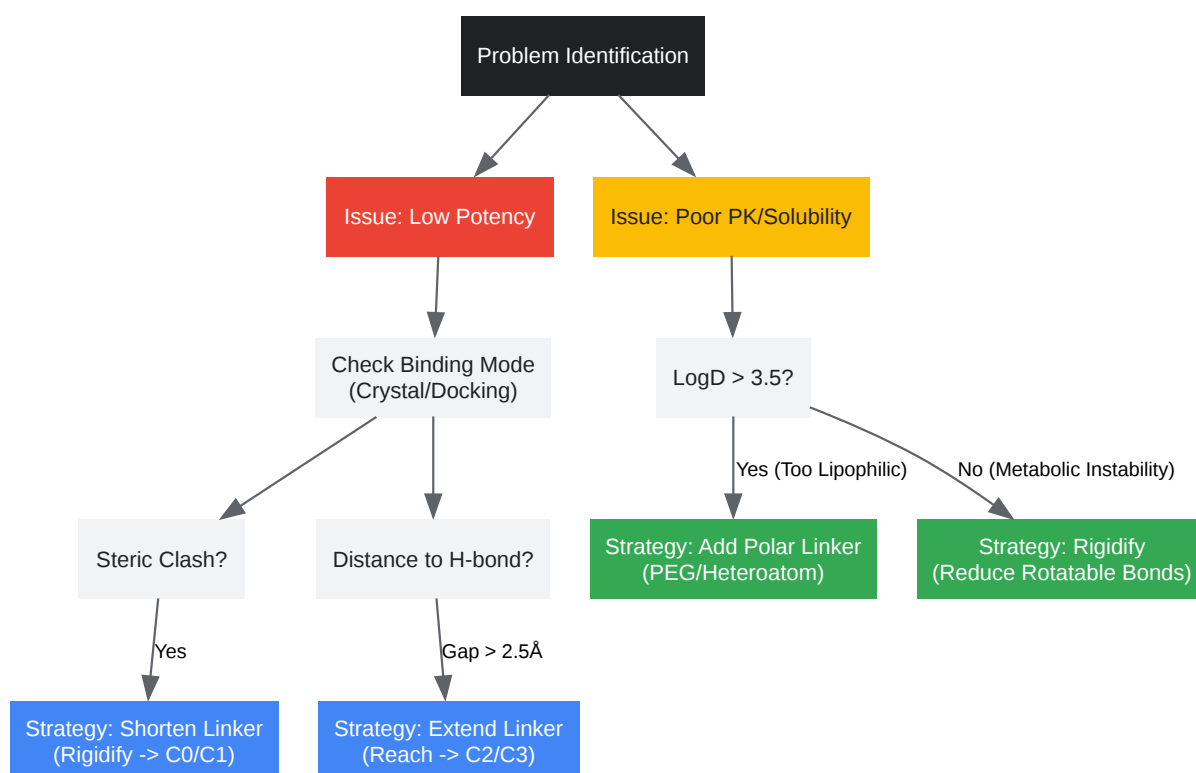 Problem Identification
Issue: Low Potency
Issue: Poor PK/Solubility
Check Binding Mode
(Crystal/Docking)
LogD > 3.5?
Yes (Too Lipophilic)
No (Metabolic Instability)
Steric Clash?
Distance to H-bond?
Strategy: Add Polar Linker
(PEG/Heteroatom)
Strategy: Rigidify
(Reduce Rotatable Bonds)
Yes
Gap > 2.5Å
Strategy: Shorten Linker
(Rigidify -> C0/C1)
Strategy: Extend Linker
(Reach -> C2/C3)